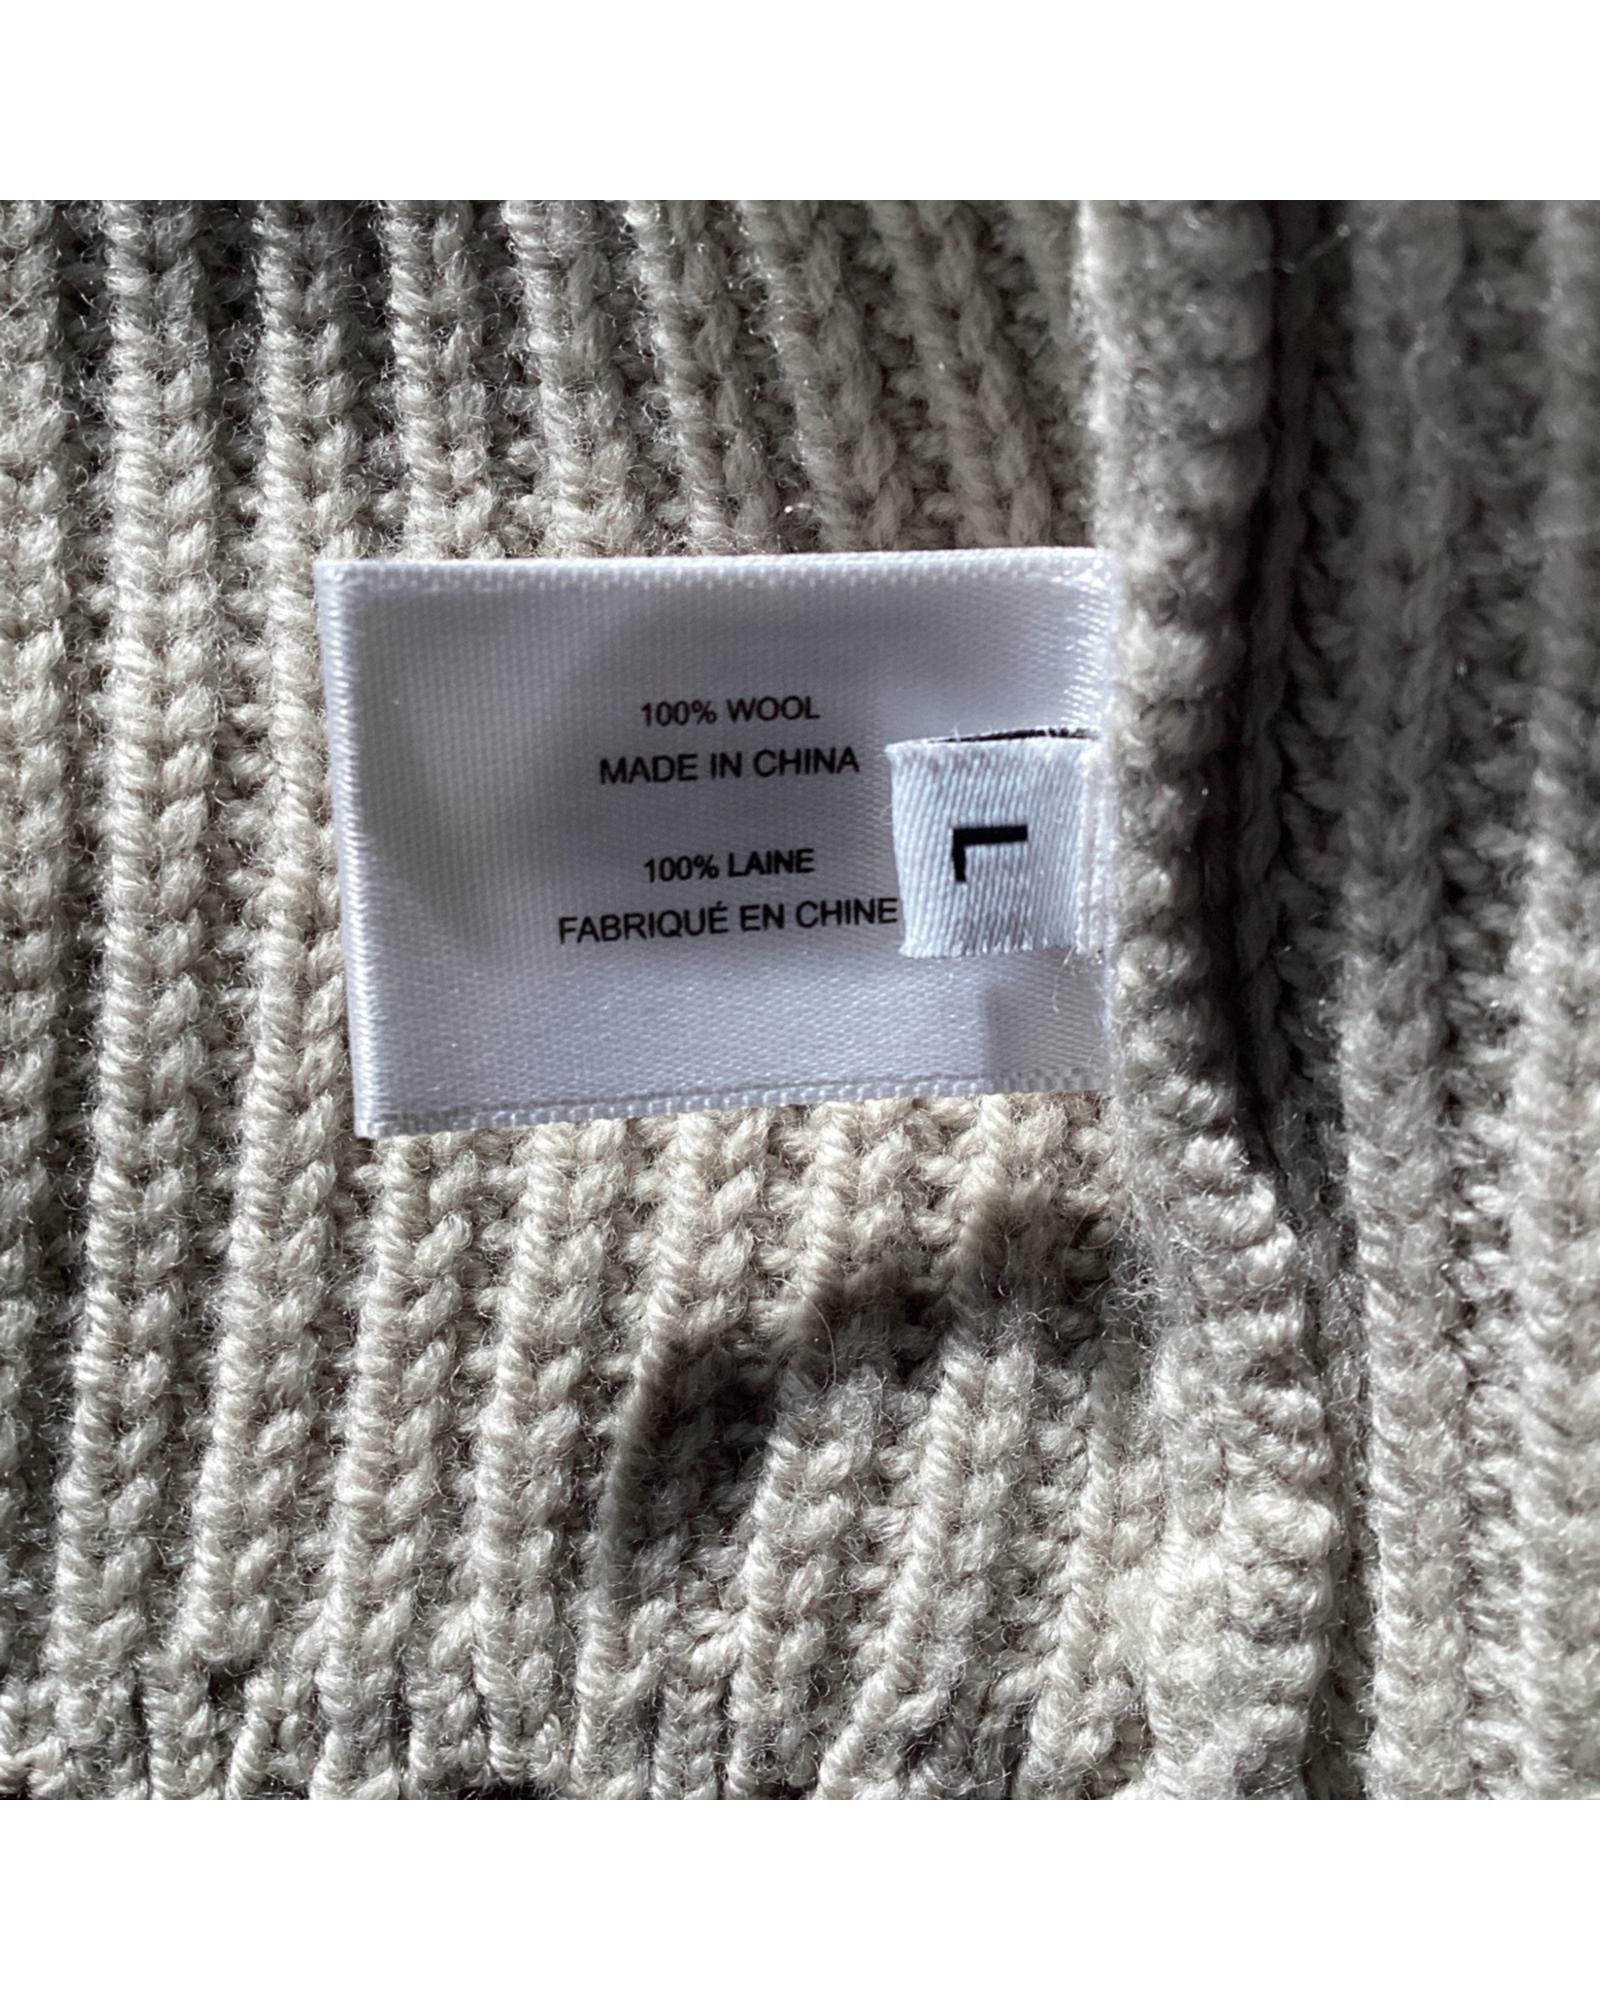 100% WOOL
MADE IN CHINA
100% LAINE
FABRIQUÉ EN CHINE
L